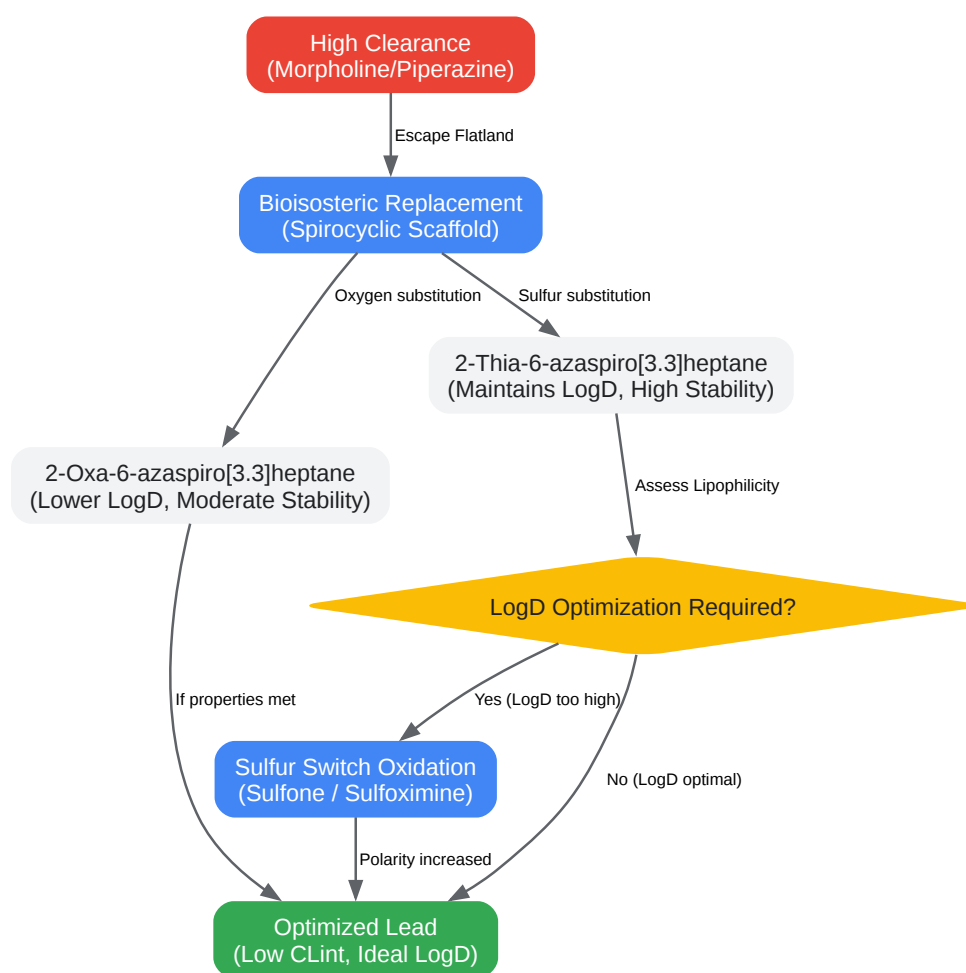 High Clearance
(Morpholine/Piperazine)
Escape Flatland
Bioisosteric Replacement
(Spirocyclic Scaffold)
Oxygen substitution
Sulfur substitution
2-Thia-6-azaspiro[3.3]heptane
(Maintains LogD, High Stability)
2-Oxa-6-azaspiro[3.3]heptane
(Lower LogD, Moderate Stability)
Assess Lipophilicity
LogD Optimization Required?
If properties met
Yes (LogD too high)
Sulfur Switch Oxidation
(Sulfone / Sulfoximine)
No (LogD optimal)
Polarity increased
Optimized Lead
(Low CLint, Ideal LogD)